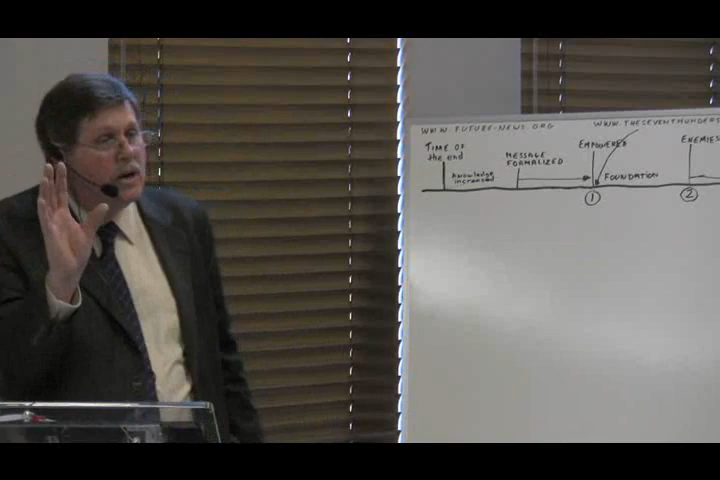 WWW.FUTURE-NEWS.ORG
WWW.THESEVENTHUNDERS
TIME OF
the end
Knowledge
increased
MESSAGE
FORMALIZED
EMPOWERED
FOUNDATION
ENEMIES
1
2